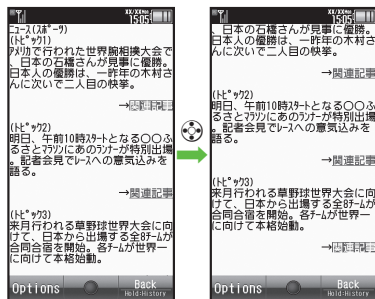 XX/XX[XX]
15:05
ﾆｭｰｽ(ｽﾎﾟｰﾂ)
(ﾄﾋﾟｯｸ1)
ｱﾒﾘｶで行われた世界腕相撲大会で
、日本の石橋さんが見事に優勝。
日本人の優勝は、一昨年の木村さ
んに次いで二人目の快挙。
→関連記事
(ﾄﾋﾟｯｸ2)
明日、午前10時ｽﾀｰﾄとなる〇〇ふ
るさとﾏﾗｿﾝにあのﾗﾝﾅｰが特別出場
。記者会見でﾚｰｽへの意気込みを
語る。
→関連記事
(ﾄﾋﾟｯｸ3)
来月行われる草野球世界大会に向
けて、日本から出場する全8ﾁｰﾑが
合同合宿を開始。各ﾁｰﾑが世界一
に向けて本格始動。
Options
Back
Hold:History
XX/XX[XX]
15:05
、日本の石橋さんが見事に優勝。
日本人の優勝は、一昨年の木村さ
んに次いで二人目の快挙。
→関連記事
(ﾄﾋﾟｯｸ2)
明日、午前10時ｽﾀｰﾄとなる〇〇ふ
るさとﾏﾗｿﾝにあのﾗﾝﾅｰが特別出場
。記者会見でﾚｰｽへの意気込みを
語る。
→関連記事
(ﾄﾋﾟｯｸ3)
来月行われる草野球世界大会に向
けて、日本から出場する全8ﾁｰﾑが
合同合宿を開始。各ﾁｰﾑが世界一
に向けて本格始動。
→関連記事
Options
Back
Hold:History